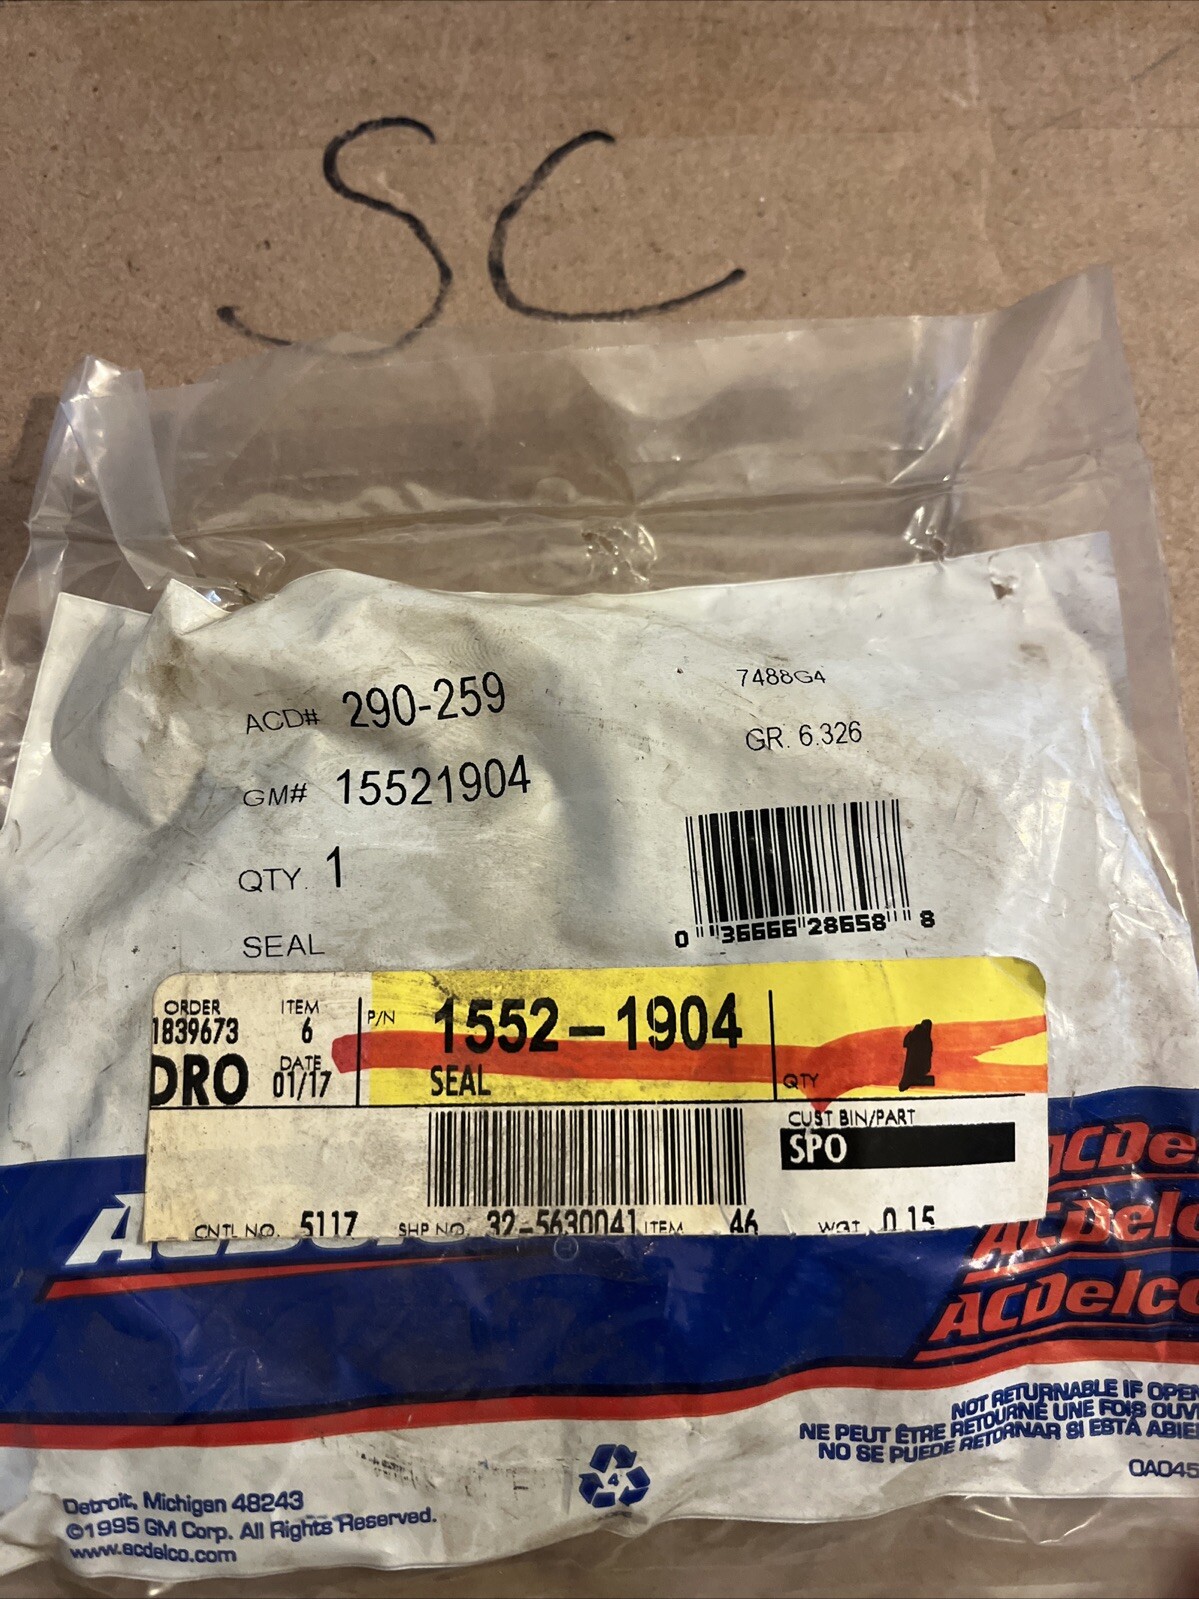 SC
ACD# 290-259
7488G4
GM# 15521904
GR. 6.326
QTY. 1
SEAL
0 36666 28658 8
ORDER
1839673
DRO
ITEM
6
DATE
01/17
P/N 1552-1904
SEAL
QTY 1
CUST BIN/PART
SPO
CNTL NO. 5117 SHP NO. 32-5630041 ITEM 46 WGT. 0.15
ACDelco
ACDelco
ACDelco
NOT RETURNABLE IF OPEN
NE PEUT ÊTRE RETOURNÉ UNE FOIS OUV
NO SE PUEDE RETORNAR SI ESTÁ ABIE
0A045
4
Detroit, Michigan 48243
©1995 GM Corp. All Rights Reserved.
www.acdelco.com